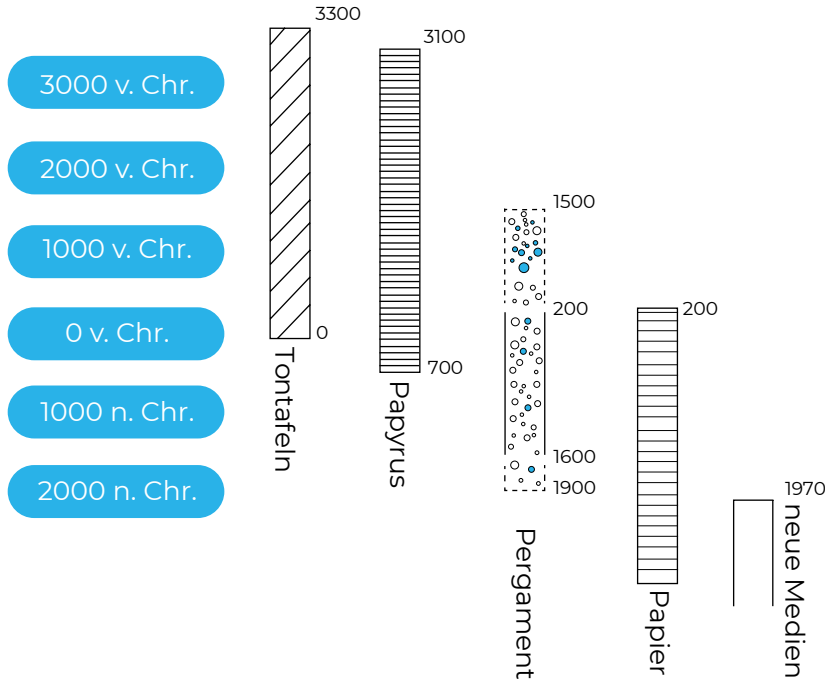 3300
3100
3000 v. Chr.
2000 v. Chr.
1500
1000 v. Chr.
200
200
0 v. Chr.
0
700
Tontafeln
Papyrus
1000 n. Chr.
1600
2000 n. Chr.
1900
1970
neue Medien
Pergament
Papier